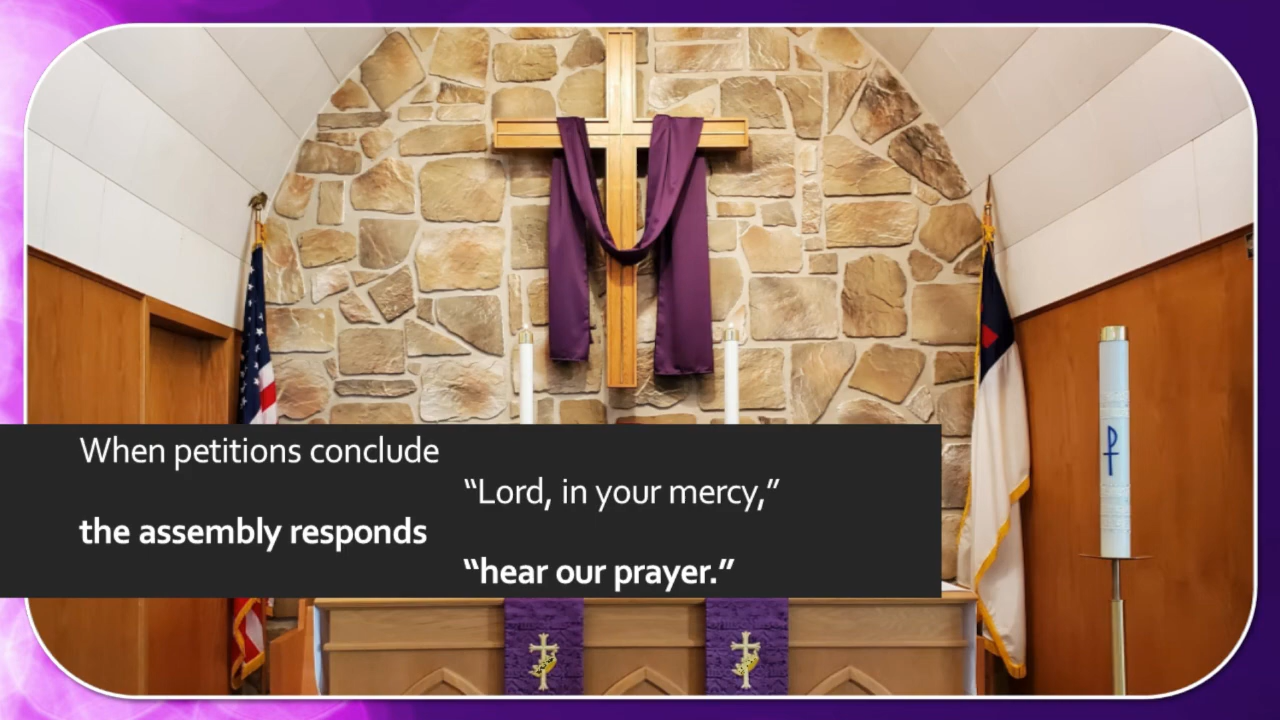 When petitions conclude
“Lord, in your mercy,”
the assembly responds
“hear our prayer.”